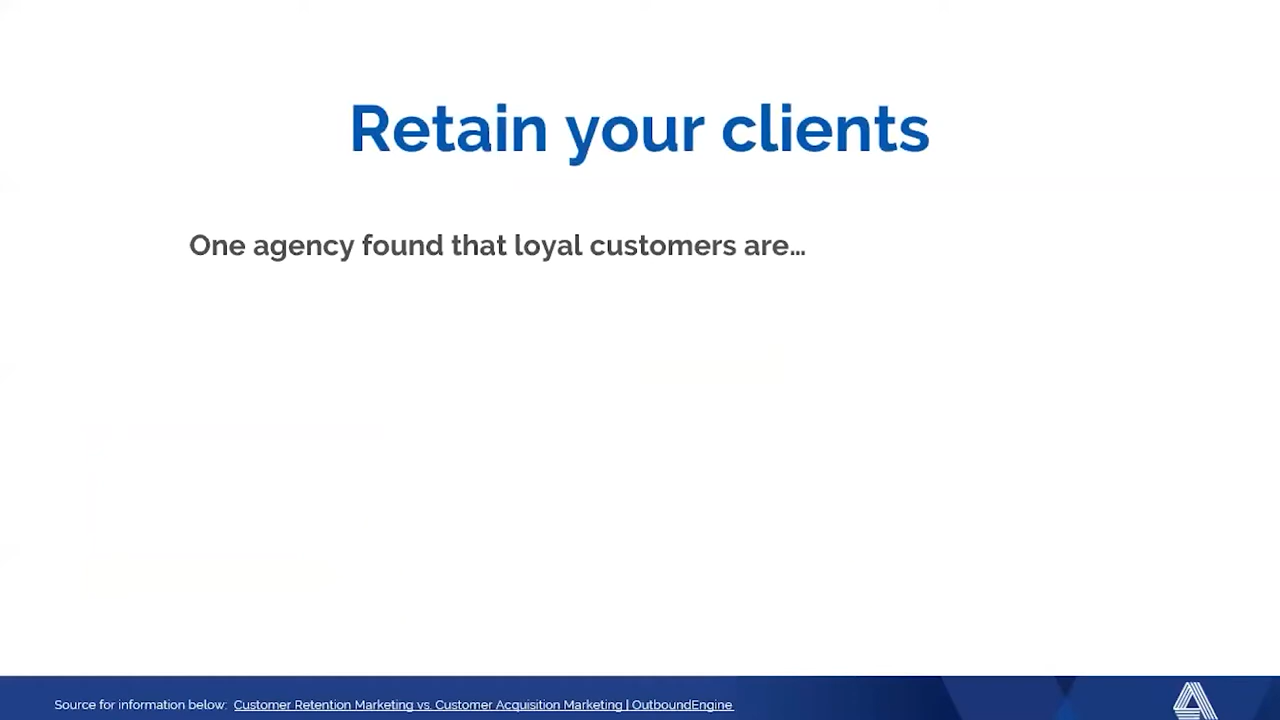 Retain your clients
One agency found that loyal customers are…
Source for information below: Customer Retention Marketing vs. Customer Acquisition Marketing | OutboundEngine